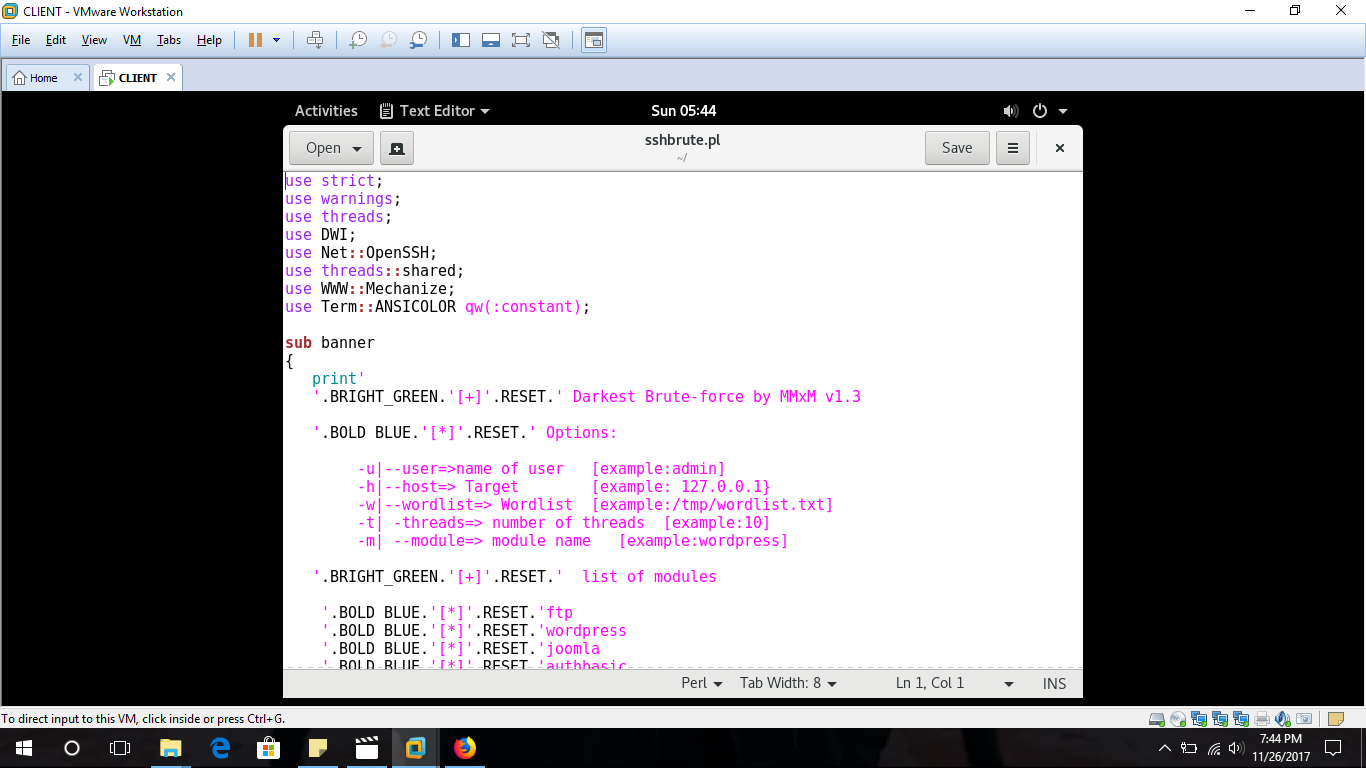 CLIENT - VMware Workstation
File Edit View VM Tabs Help
Home CLIENT
Activities Text Editor Sun 05:44
Open sshbrute.pl Save
~/
use strict;
use warnings;
use threads;
use DWI;
use Net::OpenSSH;
use threads::shared;
use WWW::Mechanize;
use Term::ANSICOLOR qw(:constant);
sub banner
{
print'
'.BRIGHT_GREEN.'[+]'.RESET.' Darkest Brute-force by MMxM v1.3
'.BOLD BLUE.'[*]'.RESET.' Options:
-u|--user=>name of user [example:admin]
-h|--host=> Target [example: 127.0.0.1}
-w|--wordlist=> Wordlist [example:/tmp/wordlist.txt]
-t| -threads=> number of threads [example:10]
-m| --module=> module name [example:wordpress]
'.BRIGHT_GREEN.'[+]'.RESET.' list of modules
'.BOLD BLUE.'[*]'.RESET.'ftp
'.BOLD BLUE.'[*]'.RESET.'wordpress
'.BOLD BLUE.'[*]'.RESET.'joomla
'.BOLD BLUE.'[*]'.RESET.'authbasic
Perl Tab Width: 8 Ln 1, Col 1 INS
To direct input to this VM, click inside or press Ctrl+G.
7:44 PM
11/26/2017